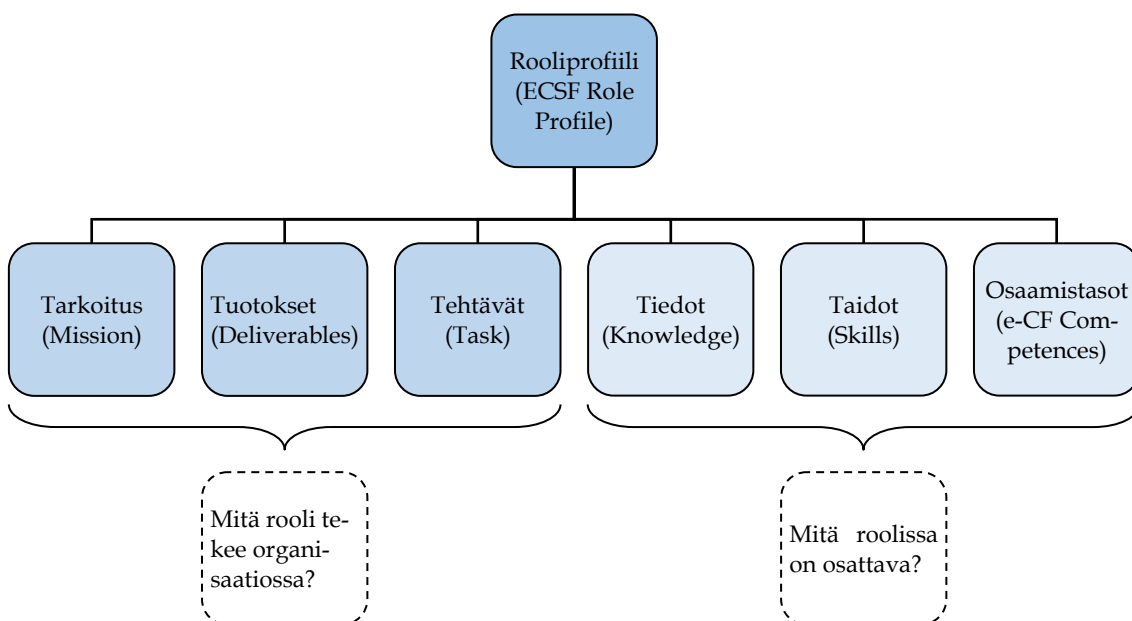 Rooliprofiili
(ECSF Role
Profile)
Tarkoitus
(Mission)
Tuotokset
(Deliverables)
Tehtävät
(Task)
Tiedot
(Knowledge)
Taidot
(Skills)
Osaamistasot
(e-CF Com-
petences)
Mitä rooli te-
kee organi-
saatiossa?
Mitä roolissa
on osattava?